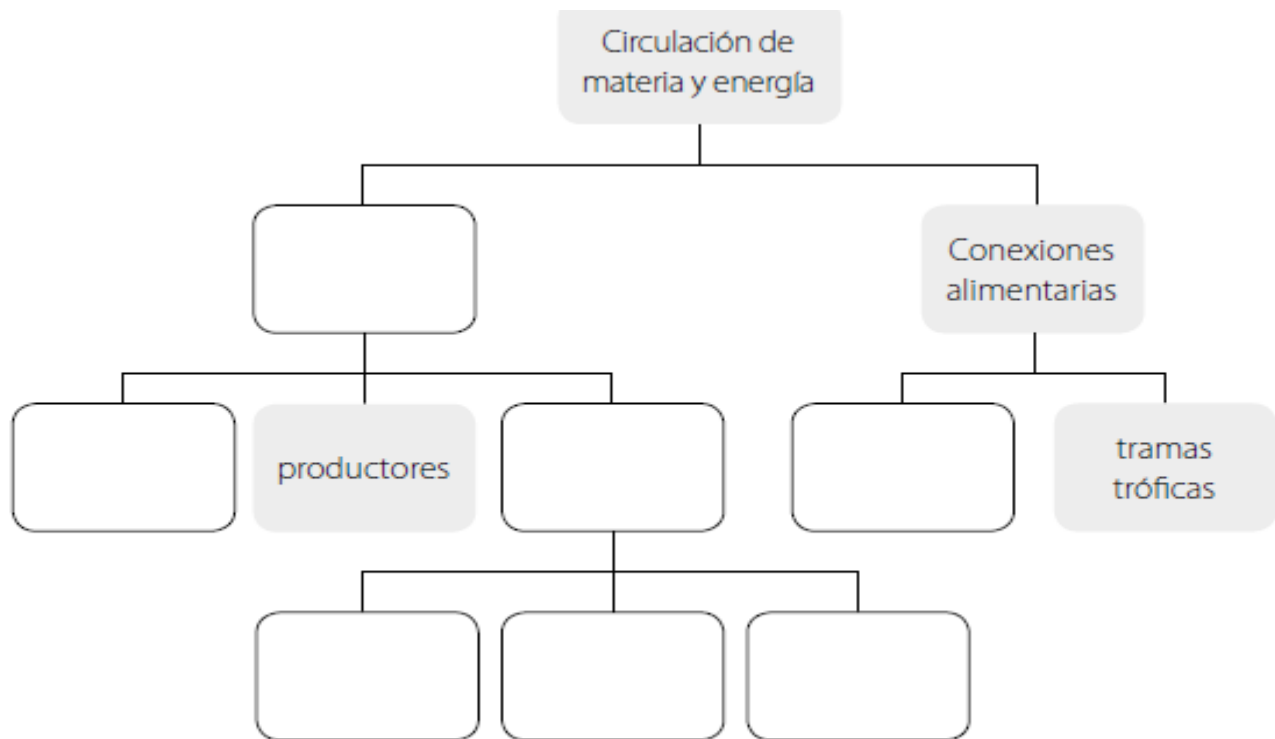 Circulación de
materia y energía
Conexiones
alimentarias
productores
tramas
tróficas